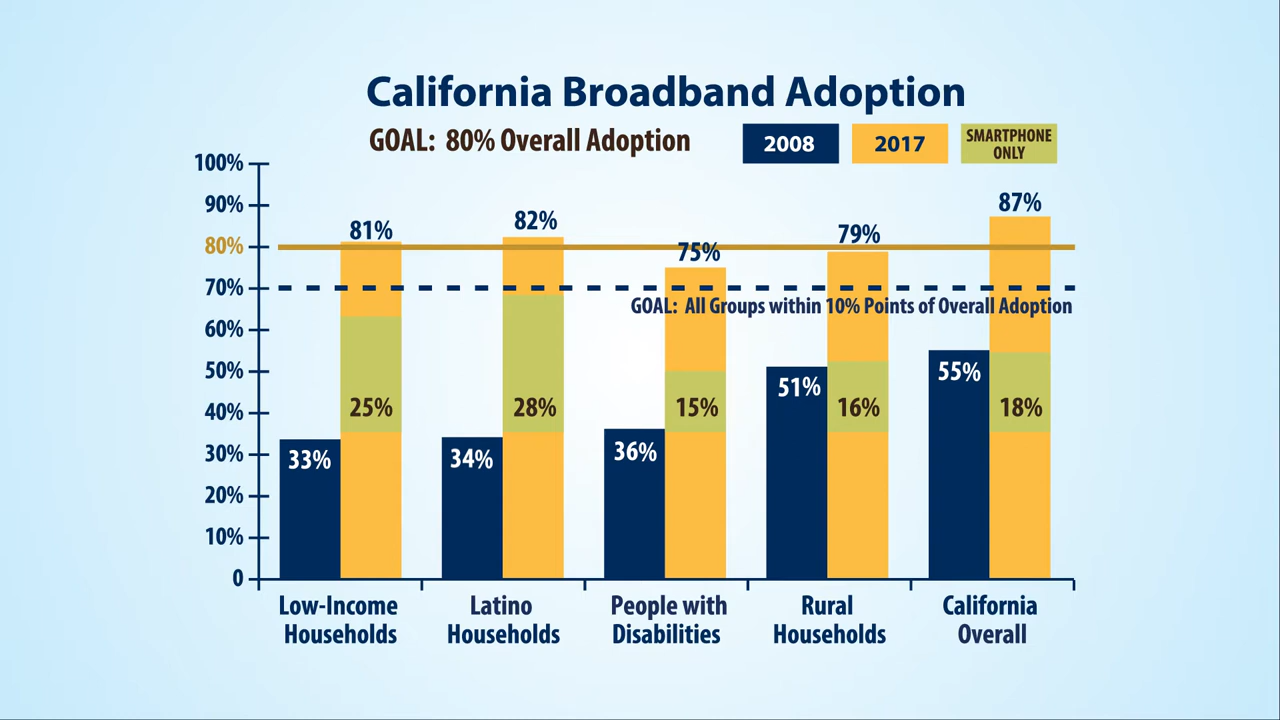 California Broadband Adoption
GOAL: 80% Overall Adoption
2008
2017
SMARTPHONE
ONLY
100%
90%
80%
70%
60%
50%
40%
30%
20%
10%
0
81%
82%
75%
79%
87%
GOAL: All Groups within 10% Points of Overall Adoption
33%
25%
34%
28%
36%
15%
51%
16%
55%
18%
Low-Income
Households
Latino
Households
People with
Disabilities
Rural
Households
California
Overall